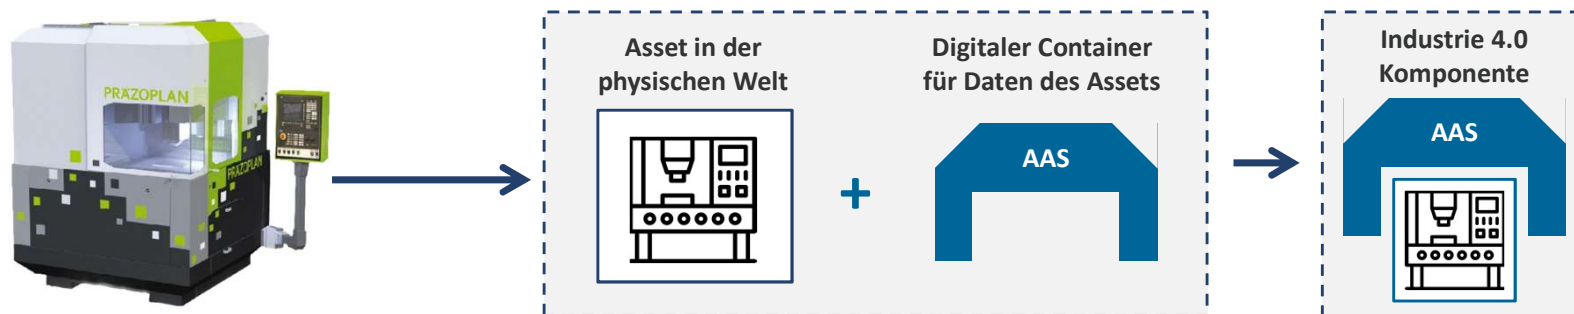 PRÄZOPLAN
PRÄZOPLAN
Asset in der
physischen Welt
+
Digitaler Container
für Daten des Assets
AAS
Industrie 4.0
Komponente
AAS